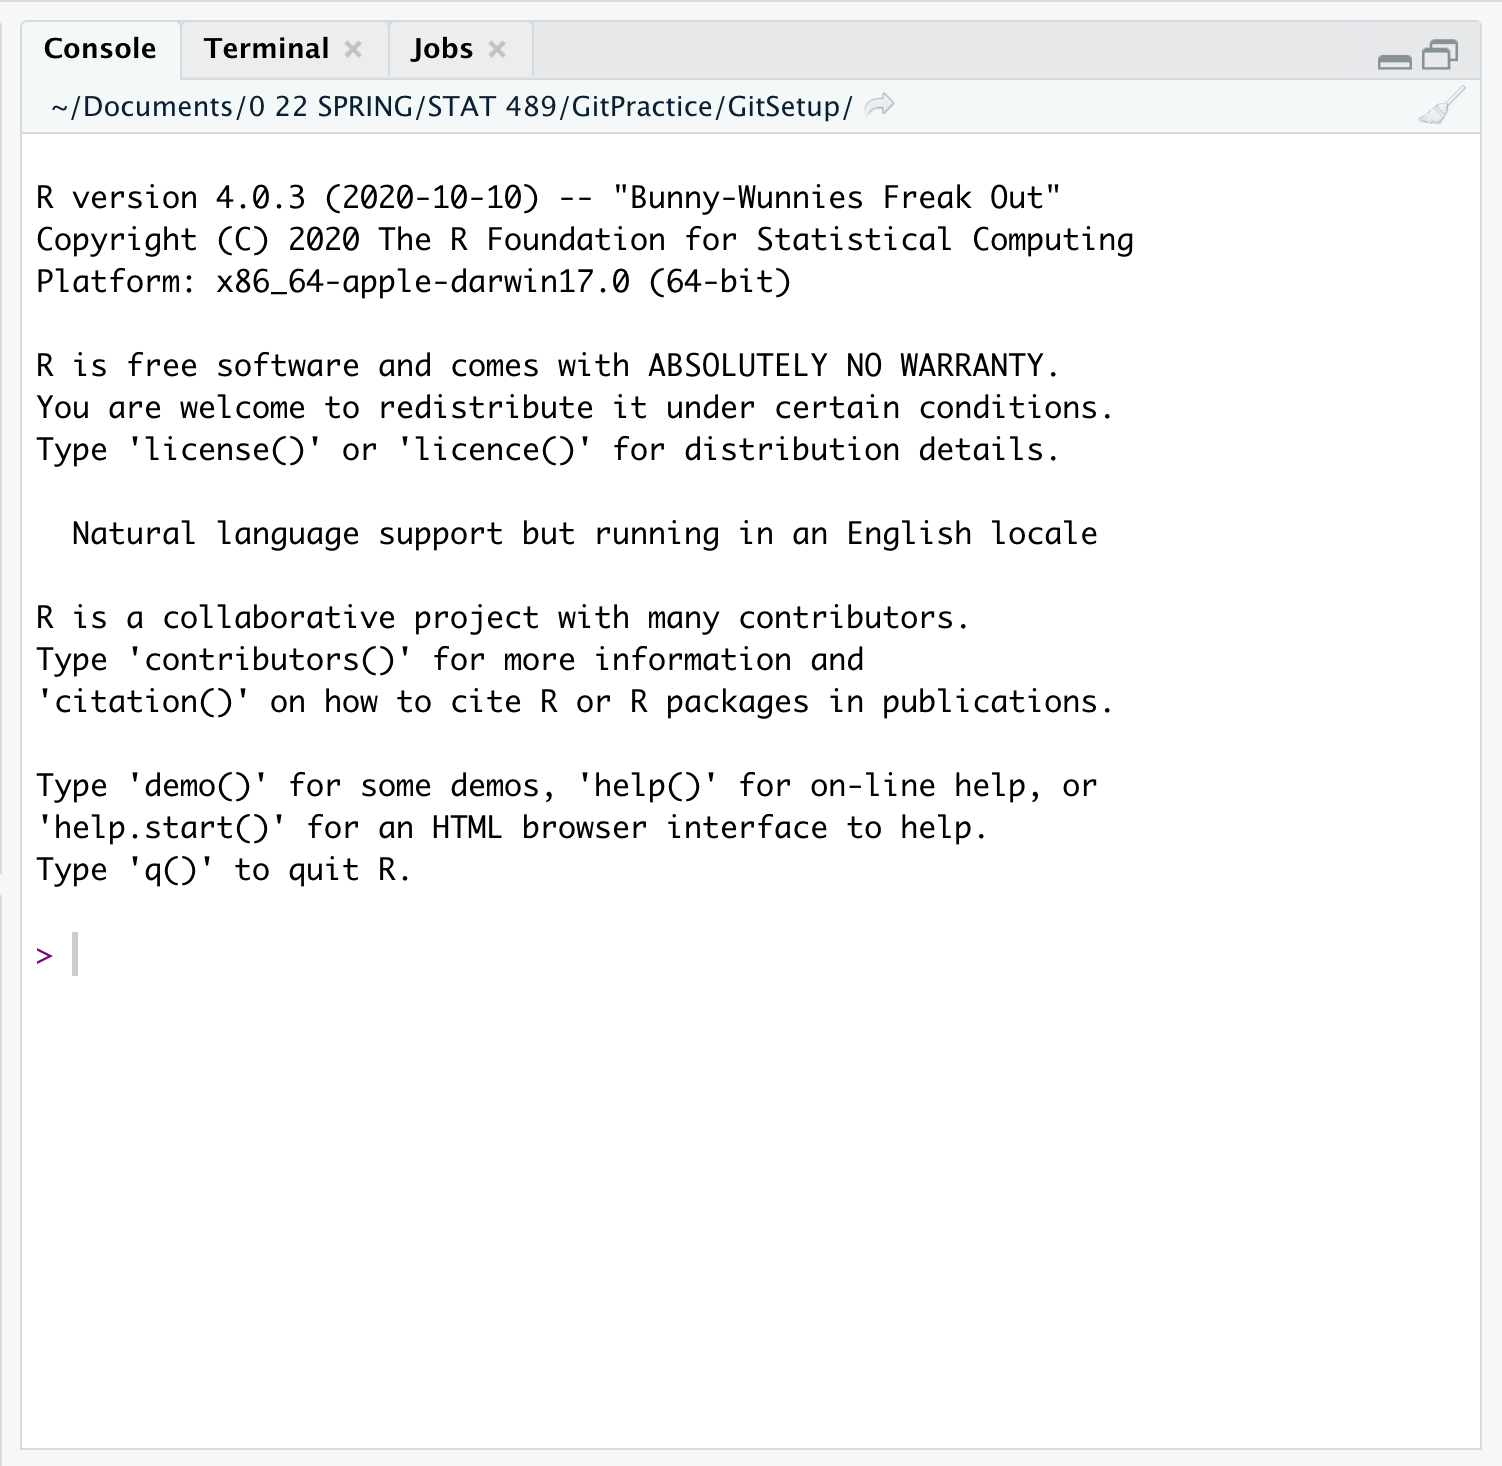 Console Terminal Jobs
~/Documents/0 22 SPRING/STAT 489/GitPractice/GitSetup/
R version 4.0.3 (2020-10-10) -- "Bunny-Wunnies Freak Out"
Copyright (C) 2020 The R Foundation for Statistical Computing
Platform: x86_64-apple-darwin17.0 (64-bit)
R is free software and comes with ABSOLUTELY NO WARRANTY.
You are welcome to redistribute it under certain conditions.
Type 'license()' or 'licence()' for distribution details.
Natural language support but running in an English locale
R is a collaborative project with many contributors.
Type 'contributors()' for more information and
'citation()' on how to cite R or R packages in publications.
Type 'demo()' for some demos, 'help()' for on-line help, or
'help.start()' for an HTML browser interface to help.
Type 'q()' to quit R.
>